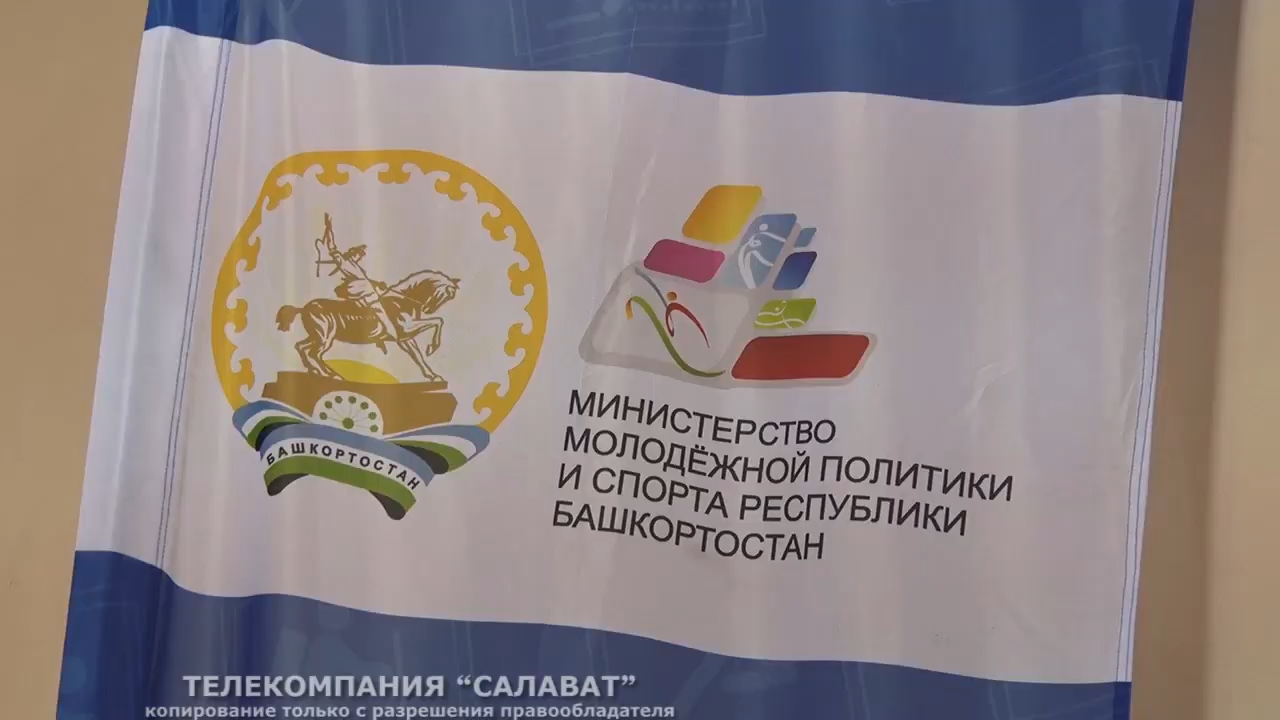 БАШКОРТОСТАН
МИНИСТЕРСТВО
МОЛОДЁЖНОЙ ПОЛИТИКИ
И СПОРТА РЕСПУБЛИКИ
БАШКОРТОСТАН
ТЕЛЕКОМПАНИЯ “САЛАВАТ”
копирование только с разрешения правообладателя